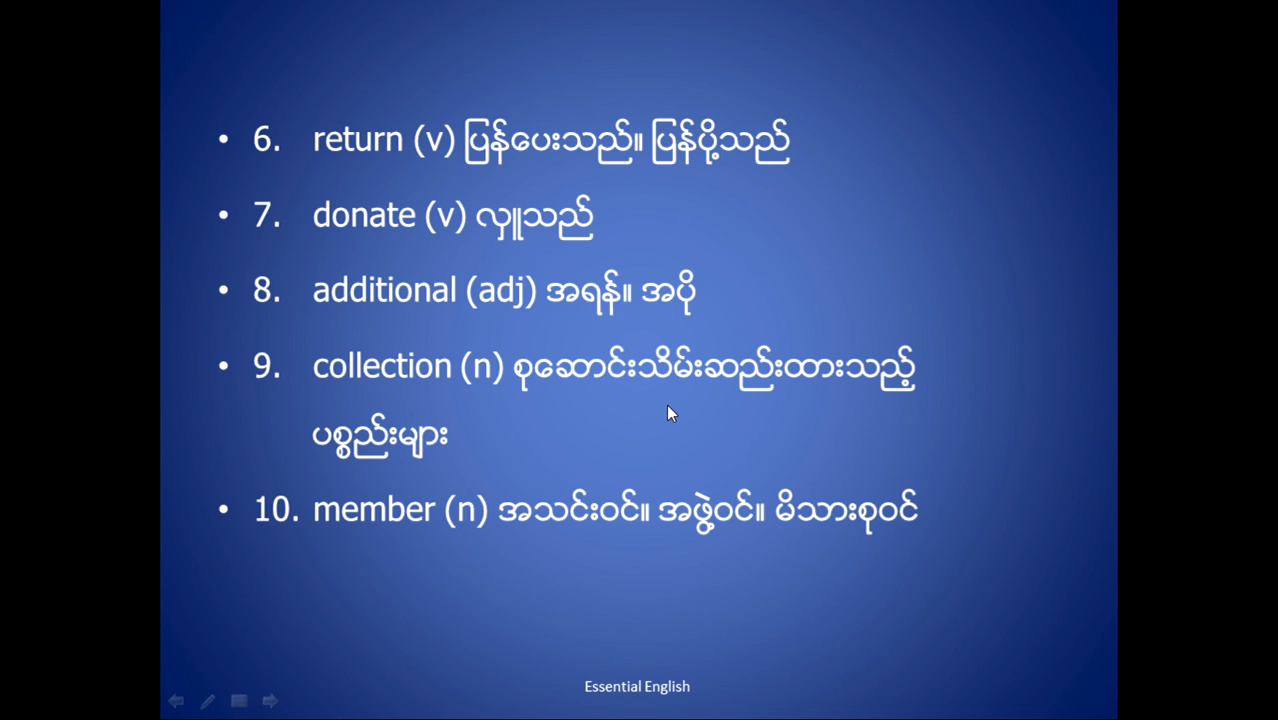 • 6. return (v) ပြန်ပေးသည်။ ပြန်ပို့သည်
• 7. donate (v) လှူသည်
• 8. additional (adj) အရန်။ အပို
• 9. collection (n) စုဆောင်းသိမ်းဆည်းထားသည့်
ပစ္စည်းများ
• 10. member (n) အသင်းဝင်။ အဖွဲ့ဝင်။ မိသားစုဝင်
Essential English